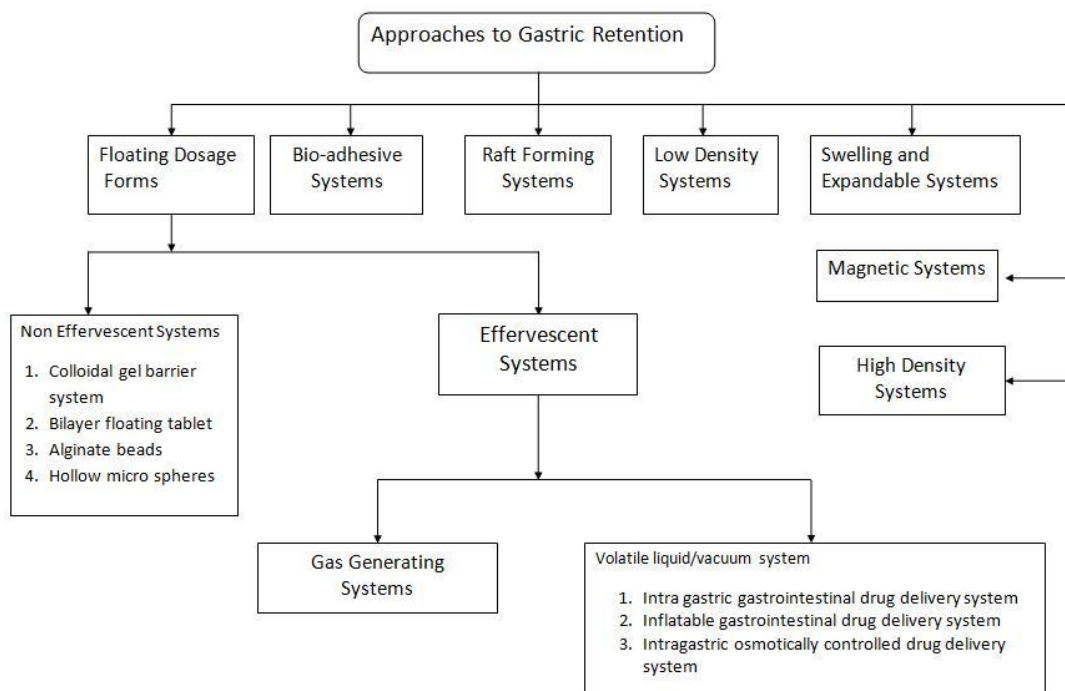 Approaches to Gastric Retention
Floating Dosage
Forms
Bio-adhesive
Systems
Raft Forming
Systems
Low Density
Systems
Swelling and
Expandable Systems
Magnetic Systems
High Density
Systems
Non Effervescent Systems
1. Colloidal gel barrier
system
2. Bilayer floating tablet
3. Alginate beads
4. Hollow micro spheres
Effervescent
Systems
Gas Generating
Systems
Volatile liquid/vacuum system
1. Intra gastric gastrointestinal drug delivery system
2. Inflatable gastrointestinal drug delivery system
3. Intragastric osmotically controlled drug delivery
system